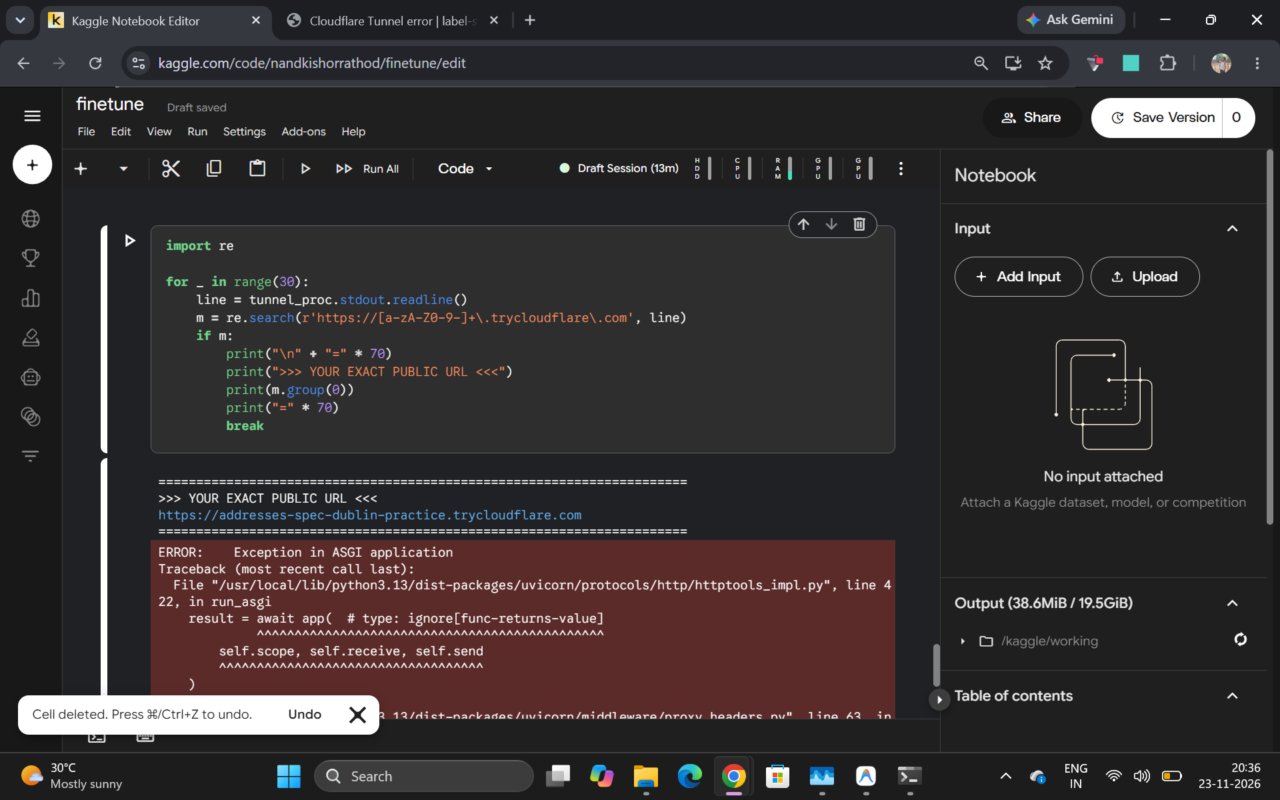 Kaggle Notebook Editor
Cloudflare Tunnel error | label-s
Ask Gemini
kaggle.com/code/nandkishorrathod/finetune/edit
finetune
Draft saved
File Edit View Run Settings Add-ons Help
Share
Save Version 0
Run All
Code
Draft Session (13m)
HDD
CPU
RAM
GPU
GPU
import re
for _ in range(30):
    line = tunnel_proc.stdout.readline()
    m = re.search(r'https://[a-zA-Z0-9-]+\.trycloudflare\.com', line)
    if m:
        print("\n" + "=" * 70)
        print(">>> YOUR EXACT PUBLIC URL <<<")
        print(m.group(0))
        print("=" * 70)
        break
======================================================================
>>> YOUR EXACT PUBLIC URL <<<
https://addresses-spec-dublin-practice.trycloudflare.com
======================================================================
ERROR:    Exception in ASGI application
Traceback (most recent call last):
  File "/usr/local/lib/python3.13/dist-packages/uvicorn/protocols/http/httptools_impl.py", line 4
22, in run_asgi
    result = await app(  # type: ignore[func-returns-value]
             ^^^^^^^^^^^^^^^^^^^^^^^^^^^^^^^^^^^^^^^^^^^^^^
        self.scope, self.receive, self.send
        ^^^^^^^^^^^^^^^^^^^^^^^^^^^^^^^^^^^
    )
3.13/dist-packages/uvicorn/middleware/proxy_headers.py", line 63, in
Cell deleted. Press ⌘/Ctrl+Z to undo.
Undo
Notebook
Input
+ Add Input
Upload
No input attached
Attach a Kaggle dataset, model, or competition
Output (38.6MiB / 19.5GiB)
/kaggle/working
Table of contents
30°C
Mostly sunny
Search
ENG
IN
20:36
23-11-2026